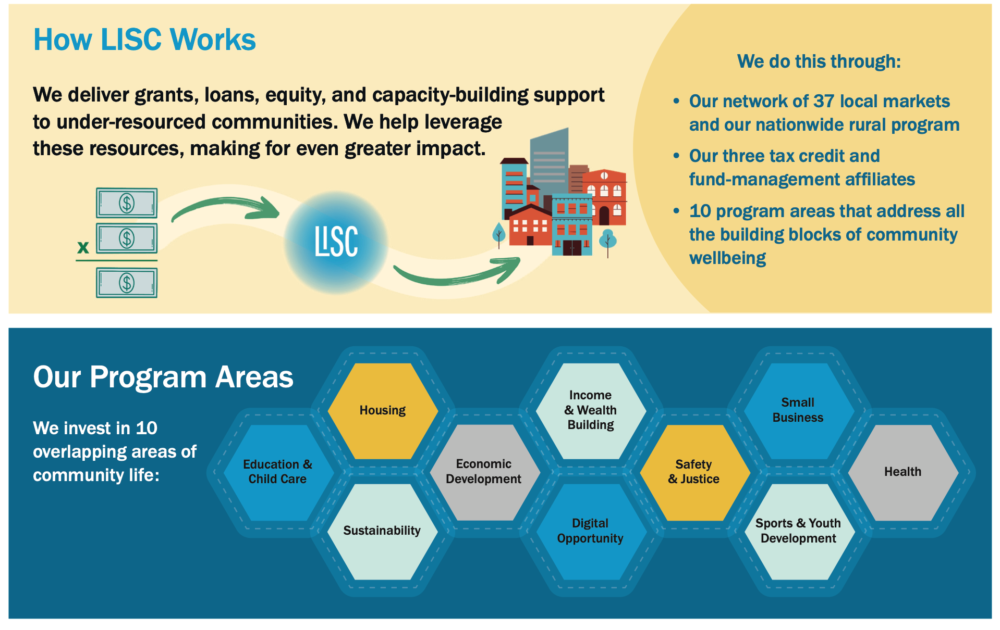 How LISC Works
We deliver grants, loans, equity, and capacity-building support
to under-resourced communities. We help leverage
these resources, making for even greater impact.
$
$
x
$
LISC
We do this through:
• Our network of 37 local markets
and our nationwide rural program
• Our three tax credit and
fund-management affiliates
• 10 program areas that address all
the building blocks of community
wellbeing
Our Program Areas
We invest in 10
overlapping areas of
community life:
Education &
Child Care
Housing
Sustainability
Economic
Development
Income
& Wealth
Building
Digital
Opportunity
Safety
& Justice
Small
Business
Sports & Youth
Development
Health